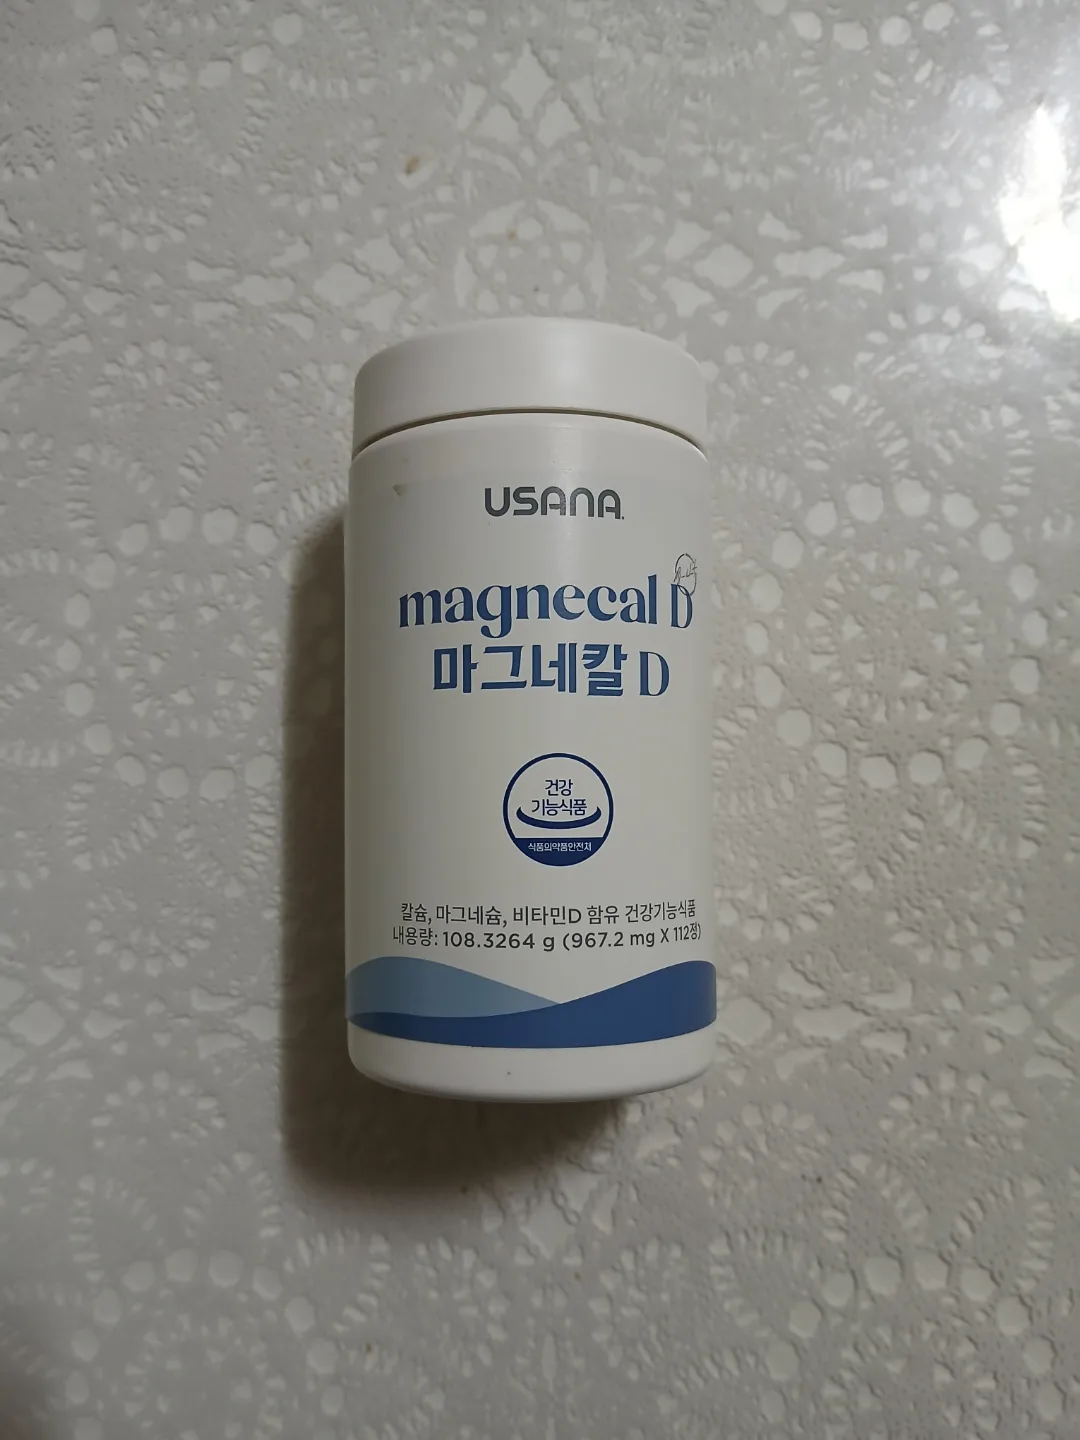 USANA
magnecal D
마그네칼 D
건강
기능식품
식품의약품안전처
칼슘, 마그네슘, 비타민D 함유 건강기능식품
내용량: 108.3264 g (967.2 mg X 112정)